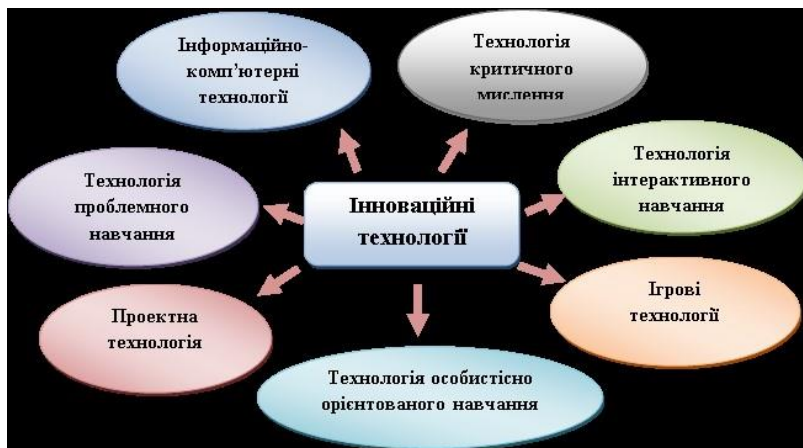 Інформаційно-
комп’ютерні
технології
Технологія
критичного
мислення
Технологія
проблемного
навчання
Інноваційні
технології
Технологія
інтерактивного
навчання
Проектна
технологія
Ігрові
технології
Технологія особистісно
орієнтованого навчання